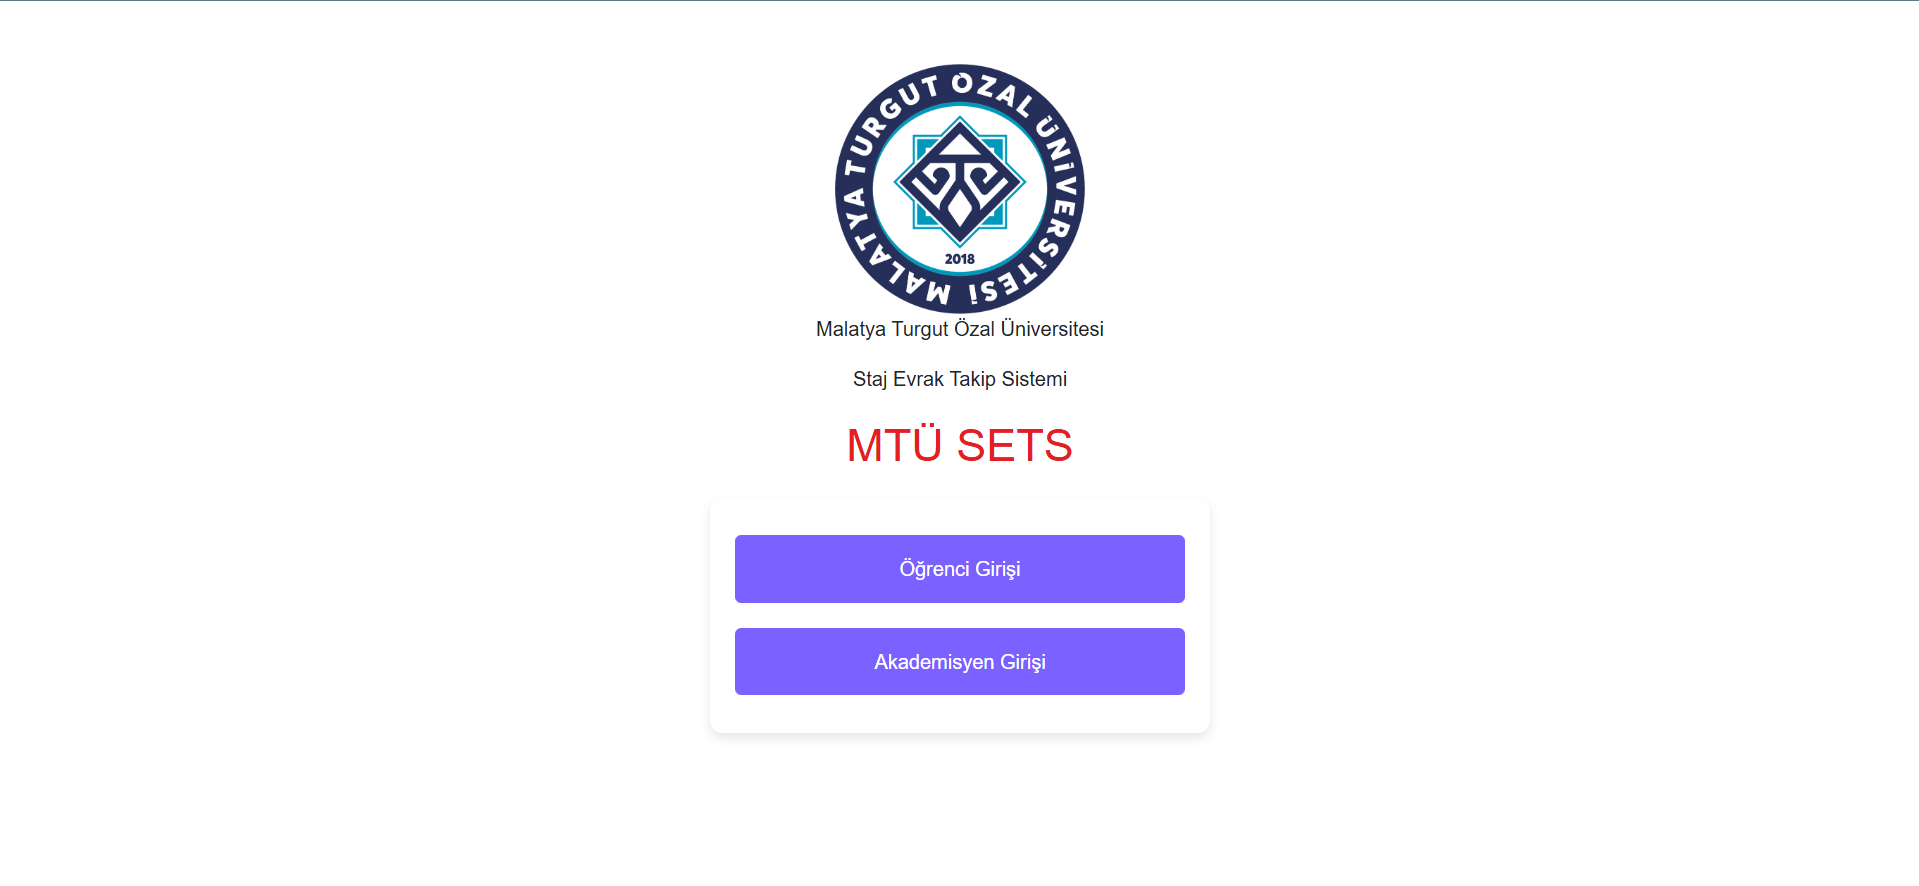 MALATYA TURGUT ÖZAL ÜNİVERSİTESİ
2018
Malatya Turgut Özal Üniversitesi
Staj Evrak Takip Sistemi
MTÜ SETS
Öğrenci Girişi
Akademisyen Girişi